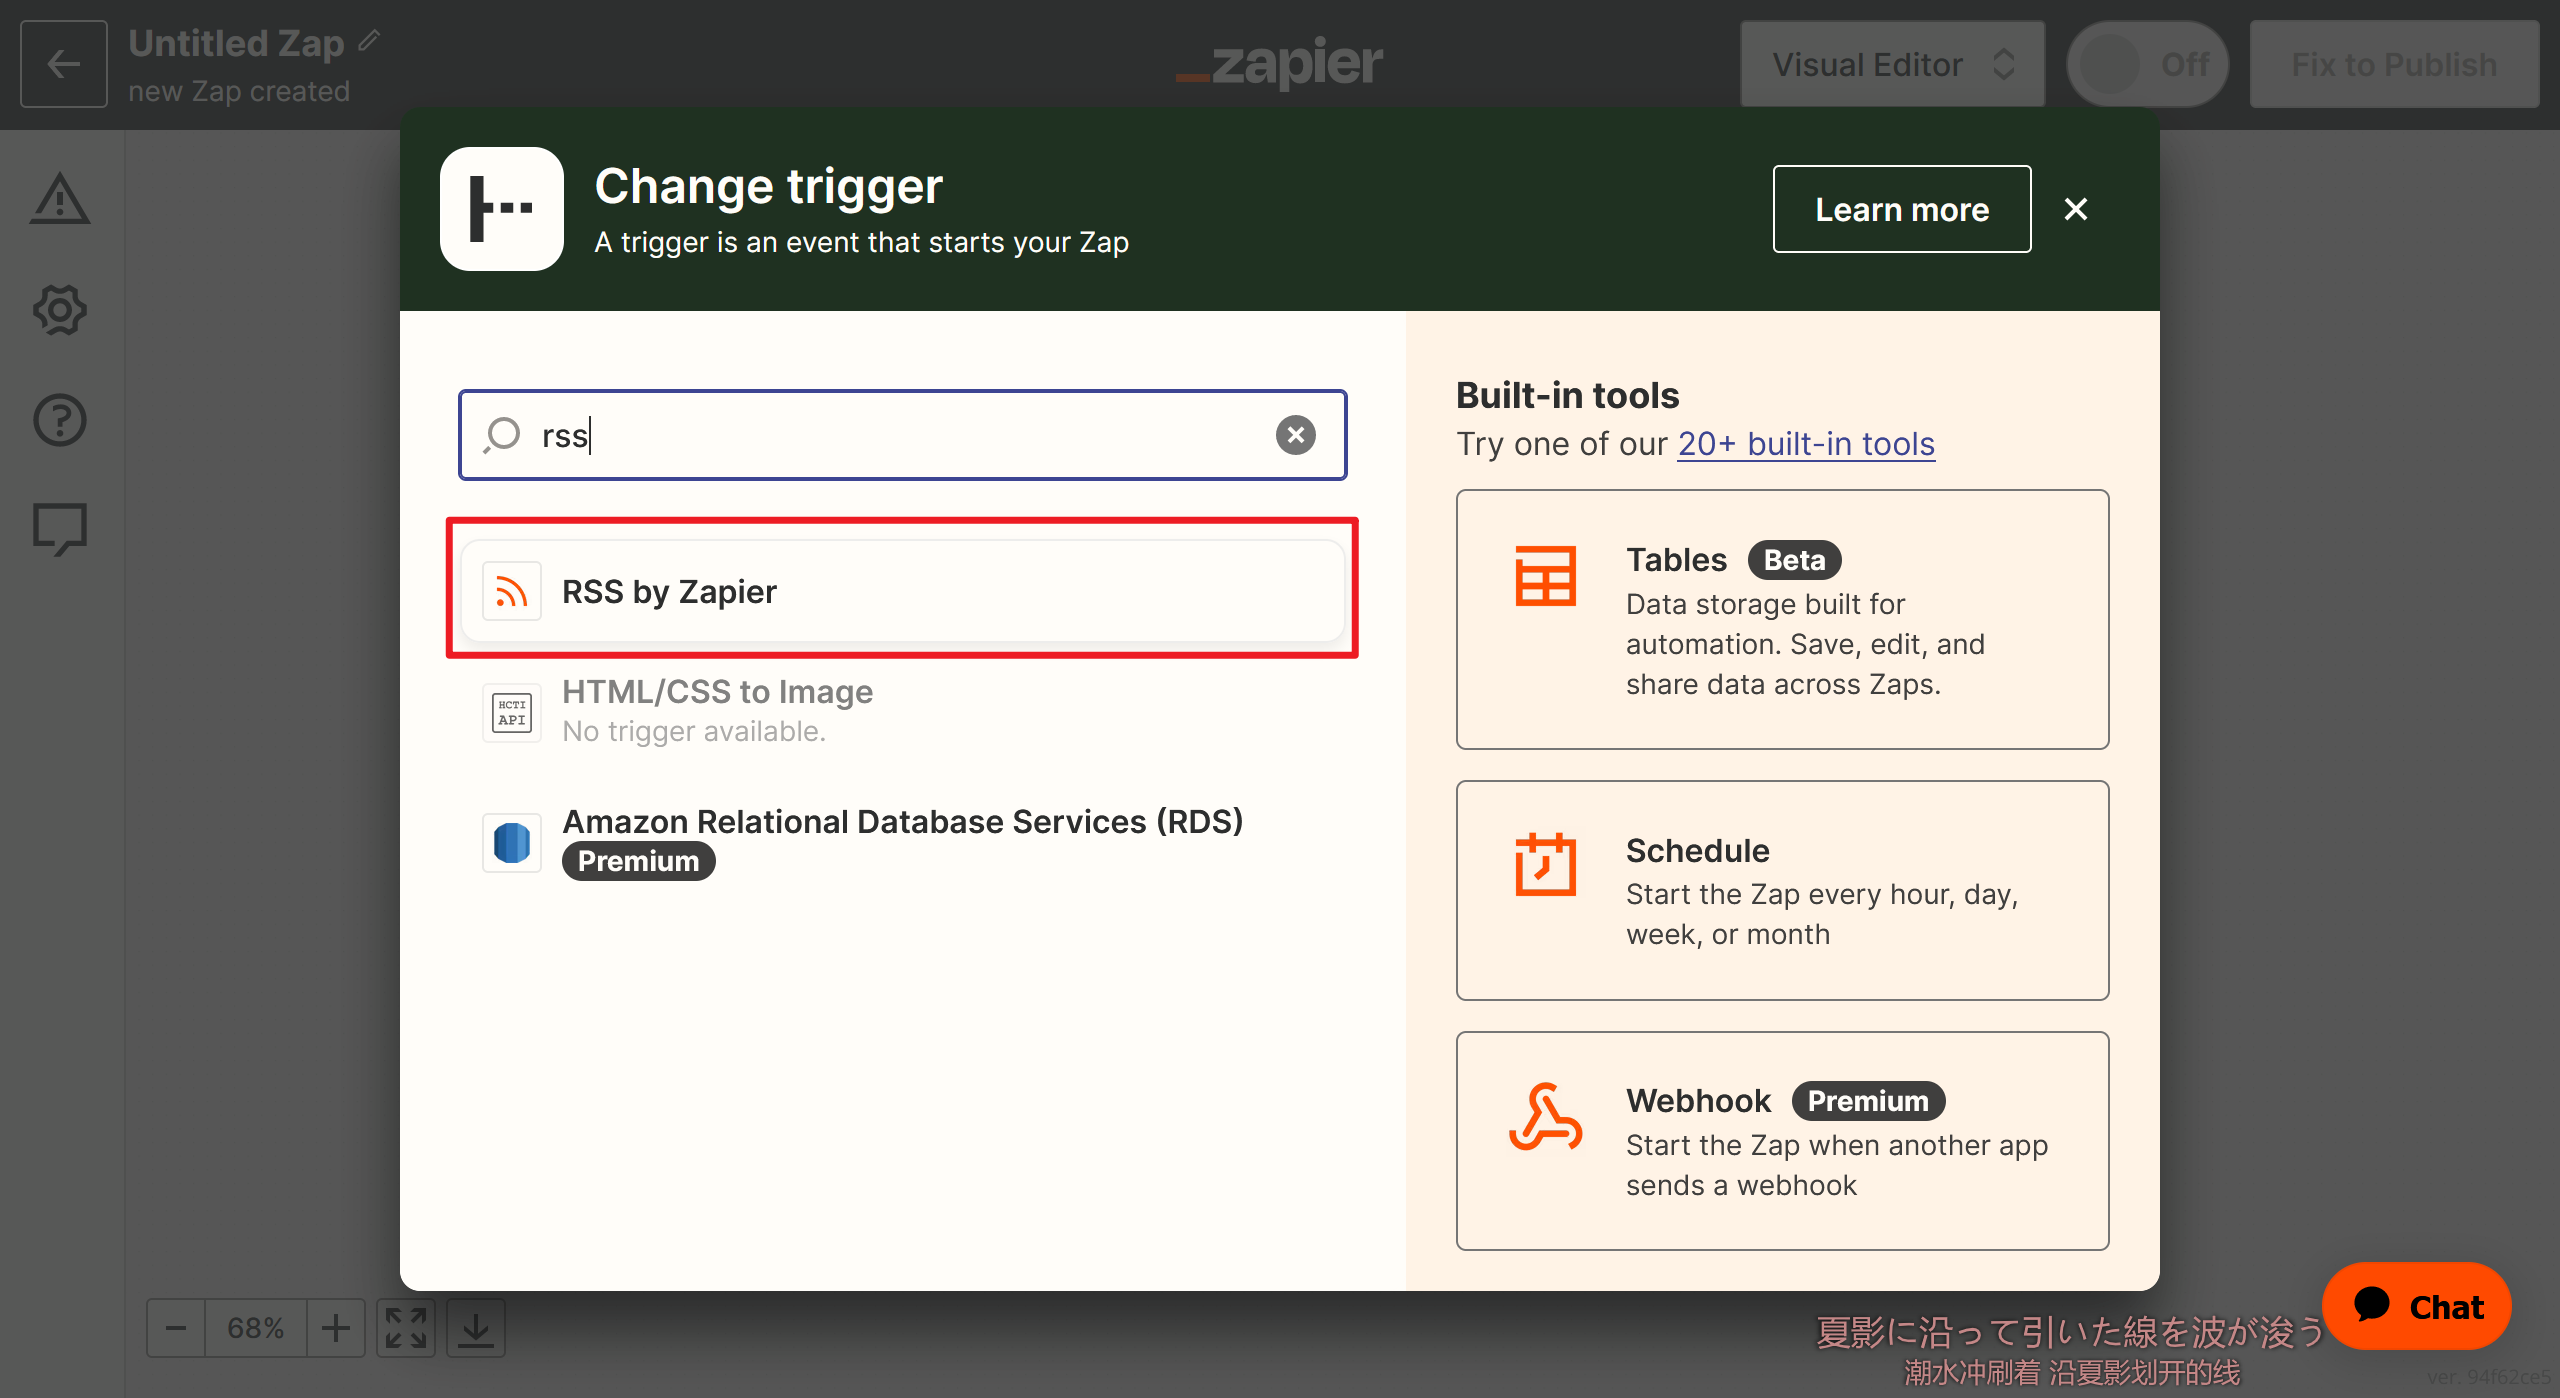 Untitled Zap
new Zap created
zapier
Visual Editor
Off
Fix to Publish
Change trigger
A trigger is an event that starts your Zap
Learn more
rss
RSS by Zapier
HCTI
API
HTML/CSS to Image
No trigger available.
Amazon Relational Database Services (RDS)
Premium
Built-in tools
Try one of our 20+ built-in tools
Tables Beta
Data storage built for
automation. Save, edit, and
share data across Zaps.
Schedule
Start the Zap every hour, day,
week, or month
Webhook Premium
Start the Zap when another app
sends a webhook
68%
Chat
夏影に沿って引いた線を波が浚う
潮水冲刷着 沿夏影划开的线
ver. 94f62ce5